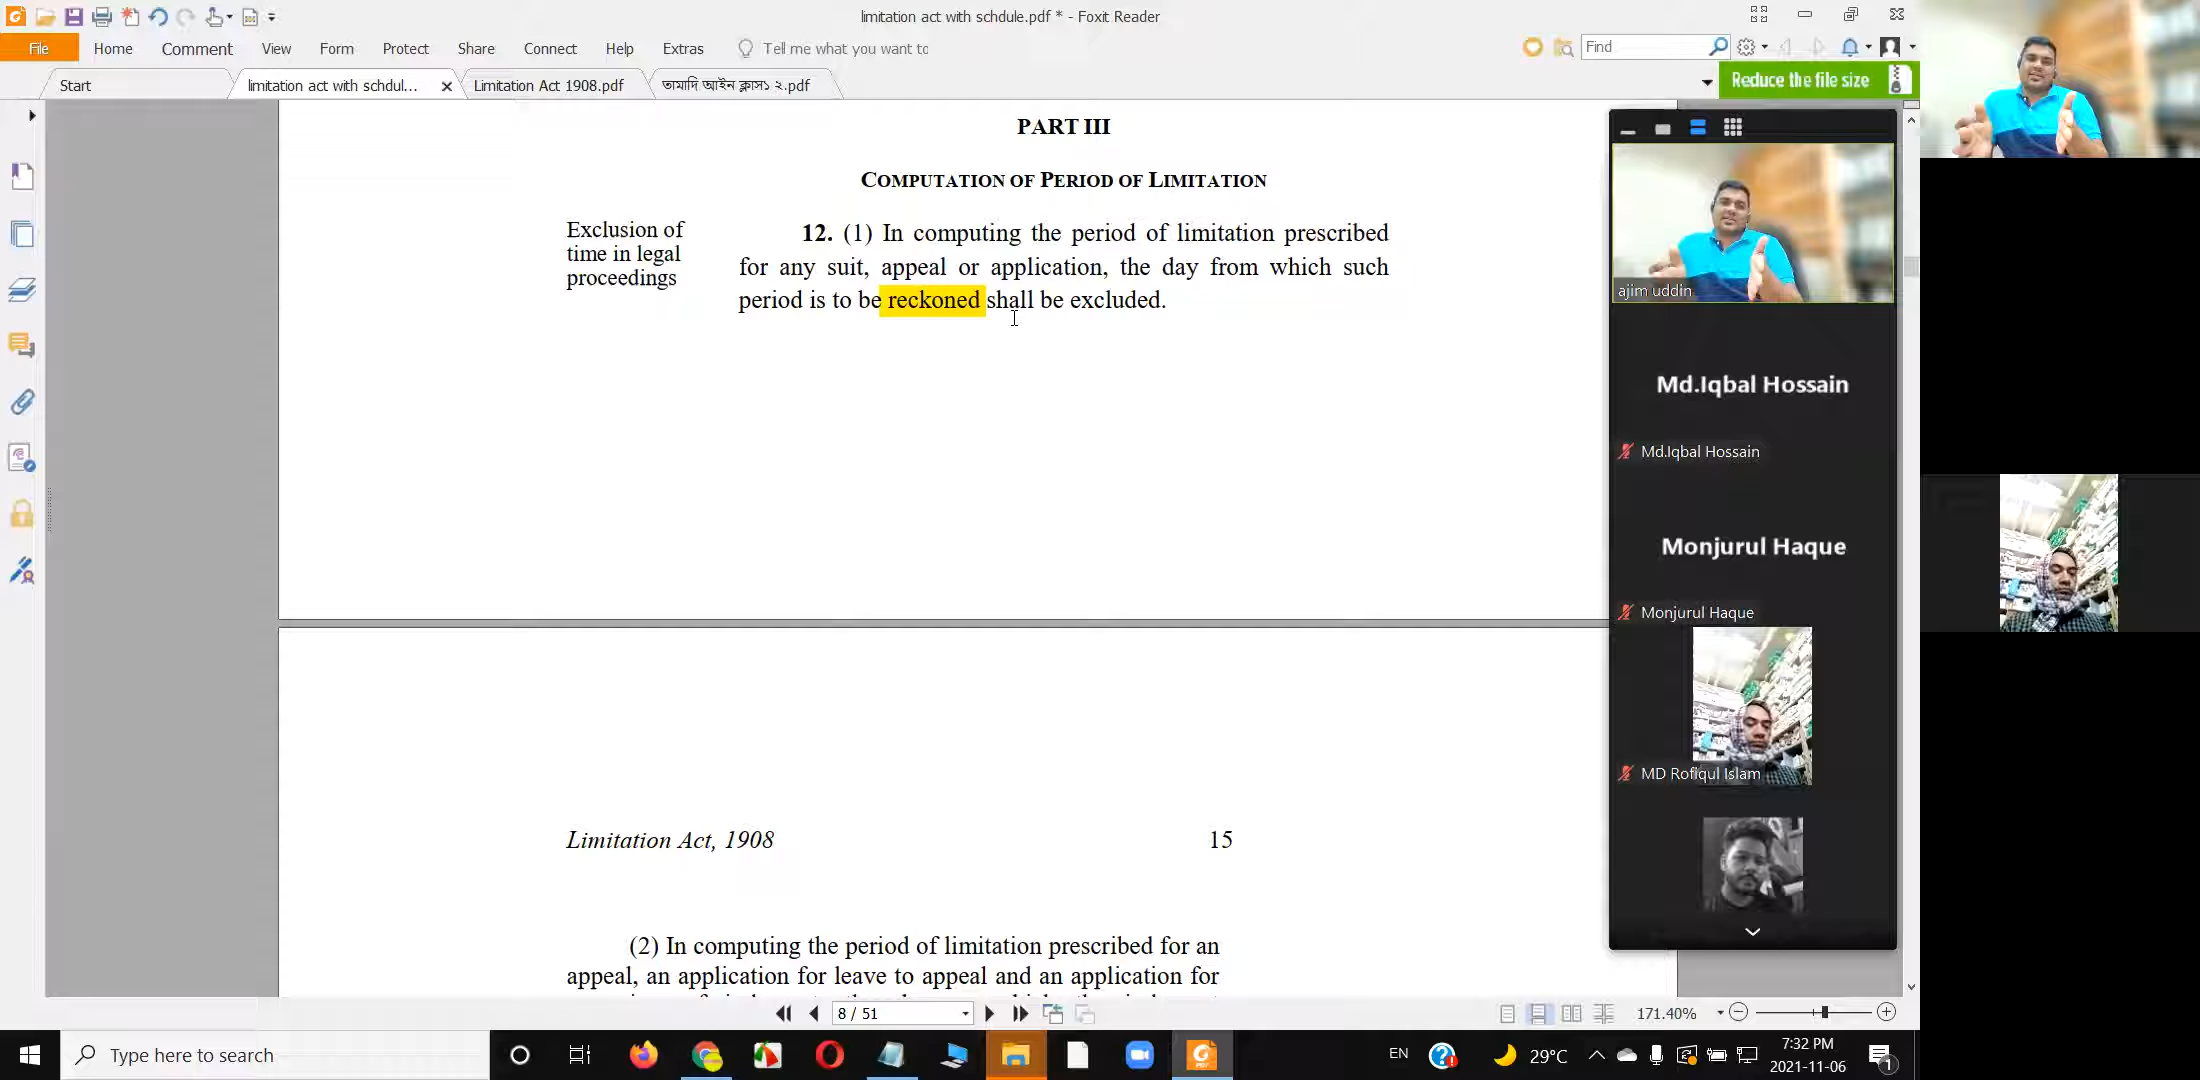 limitation act with schdule.pdf * - Foxit Reader
File Home Comment View Form Protect Share Connect Help Extras Tell me what you want to Find
Start limitation act with schdul... Limitation Act 1908.pdf তামাদি আইন ক্লাস১ ২.pdf
Reduce the file size
PART III
COMPUTATION OF PERIOD OF LIMITATION
Exclusion of
time in legal
proceedings
12. (1) In computing the period of limitation prescribed
for any suit, appeal or application, the day from which such
period is to be reckoned shall be excluded.
ajim uddin
Md.Iqbal Hossain
Md.Iqbal Hossain
Monjurul Haque
Monjurul Haque
MD Rofiqul Islam
Limitation Act, 1908 15
(2) In computing the period of limitation prescribed for an
appeal, an application for leave to appeal and an application for
8 / 51
171.40%
Type here to search
EN
29°C
7:32 PM
2021-11-06
1